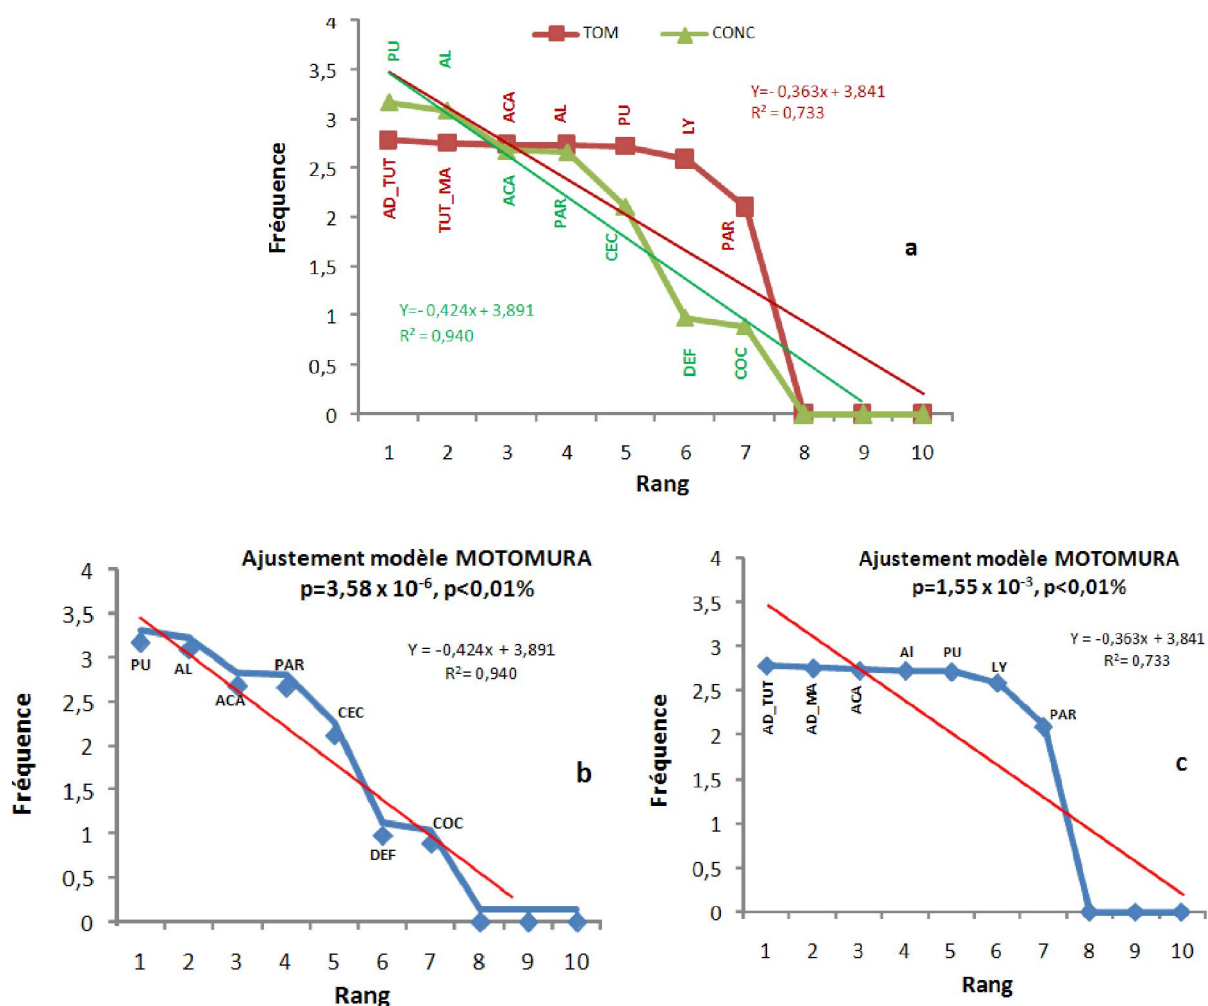 TOM
CONC
4
3,5
3
2,5
2
1,5
1
0,5
0
Fréquence
PU
AL
ACA
AL
PU
LY
AD_TUT
TUT_MA
ACA
PAR
CEC
PAR
DEF
COC
Y=- 0,363x + 3,841
R² = 0,733
Y=- 0,424x + 3,891
R² = 0,940
a
1 2 3 4 5 6 7 8 9 10
Rang
Ajustement modèle MOTOMURA
p=3,58 x 10⁻⁶, p<0,01%
4
3,5
3
2,5
2
1,5
1
0,5
0
Fréquence
Y = -0,424x + 3,891
R²= 0,940
PU
AL
ACA
PAR
CEC
DEF
COC
b
1 2 3 4 5 6 7 8 9 10
Rang
Ajustement modèle MOTOMURA
p=1,55 x 10⁻³, p<0,01%
4
3,5
3
2,5
2
1,5
1
0,5
0
Fréquence
Y = -0,363x + 3,841
R² = 0,733
AD_TUT
AD_MA
ACA
Al
PU
LY
PAR
c
1 2 3 4 5 6 7 8 9 10
Rang